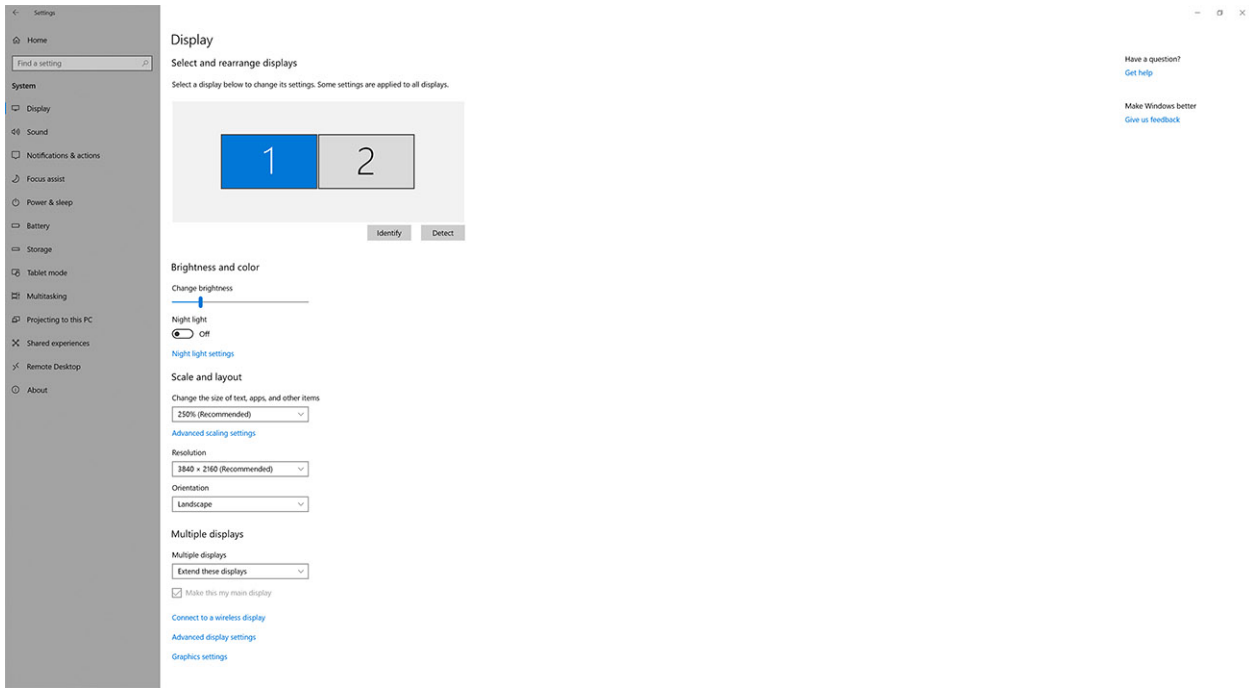 Settings
Home
Find a setting
System
Display
Sound
Notifications & actions
Focus assist
Power & sleep
Battery
Storage
Tablet mode
Multitasking
Projecting to this PC
Shared experiences
Remote Desktop
About
Display
Select and rearrange displays
Select a display below to change its settings. Some settings are applied to all displays.
1 2
Identify Detect
Brightness and color
Change brightness
Night light
Off
Night light settings
Scale and layout
Change the size of text, apps, and other items
250% (Recommended)
Advanced scaling settings
Resolution
3840 × 2160 (Recommended)
Orientation
Landscape
Multiple displays
Multiple displays
Extend these displays
Make this my main display
Connect to a wireless display
Advanced display settings
Graphics settings
Have a question?
Get help
Make Windows better
Give us feedback